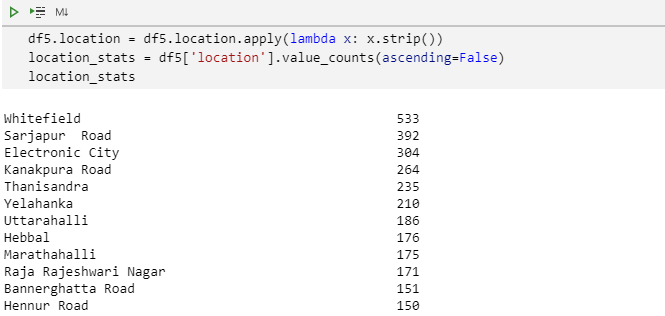 M↓
df5.location = df5.location.apply(lambda x: x.strip())
location_stats = df5['location'].value_counts(ascending=False)
location_stats
Whitefield 533
Sarjapur  Road 392
Electronic City 304
Kanakpura Road 264
Thanisandra 235
Yelahanka 210
Uttarahalli 186
Hebbal 176
Marathahalli 175
Raja Rajeshwari Nagar 171
Bannerghatta Road 151
Hennur Road 150